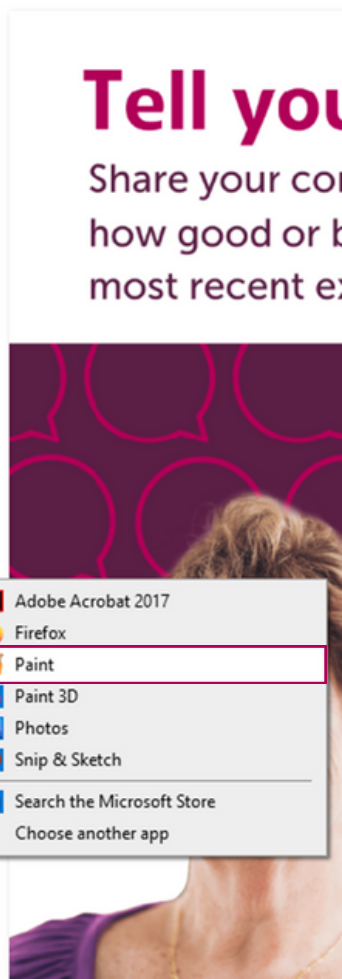 Tell you
Share your co
how good or b
most recent ex
Adobe Acrobat 2017
Firefox
Paint
Paint 3D
Photos
Snip & Sketch
Search the Microsoft Store
Choose another app